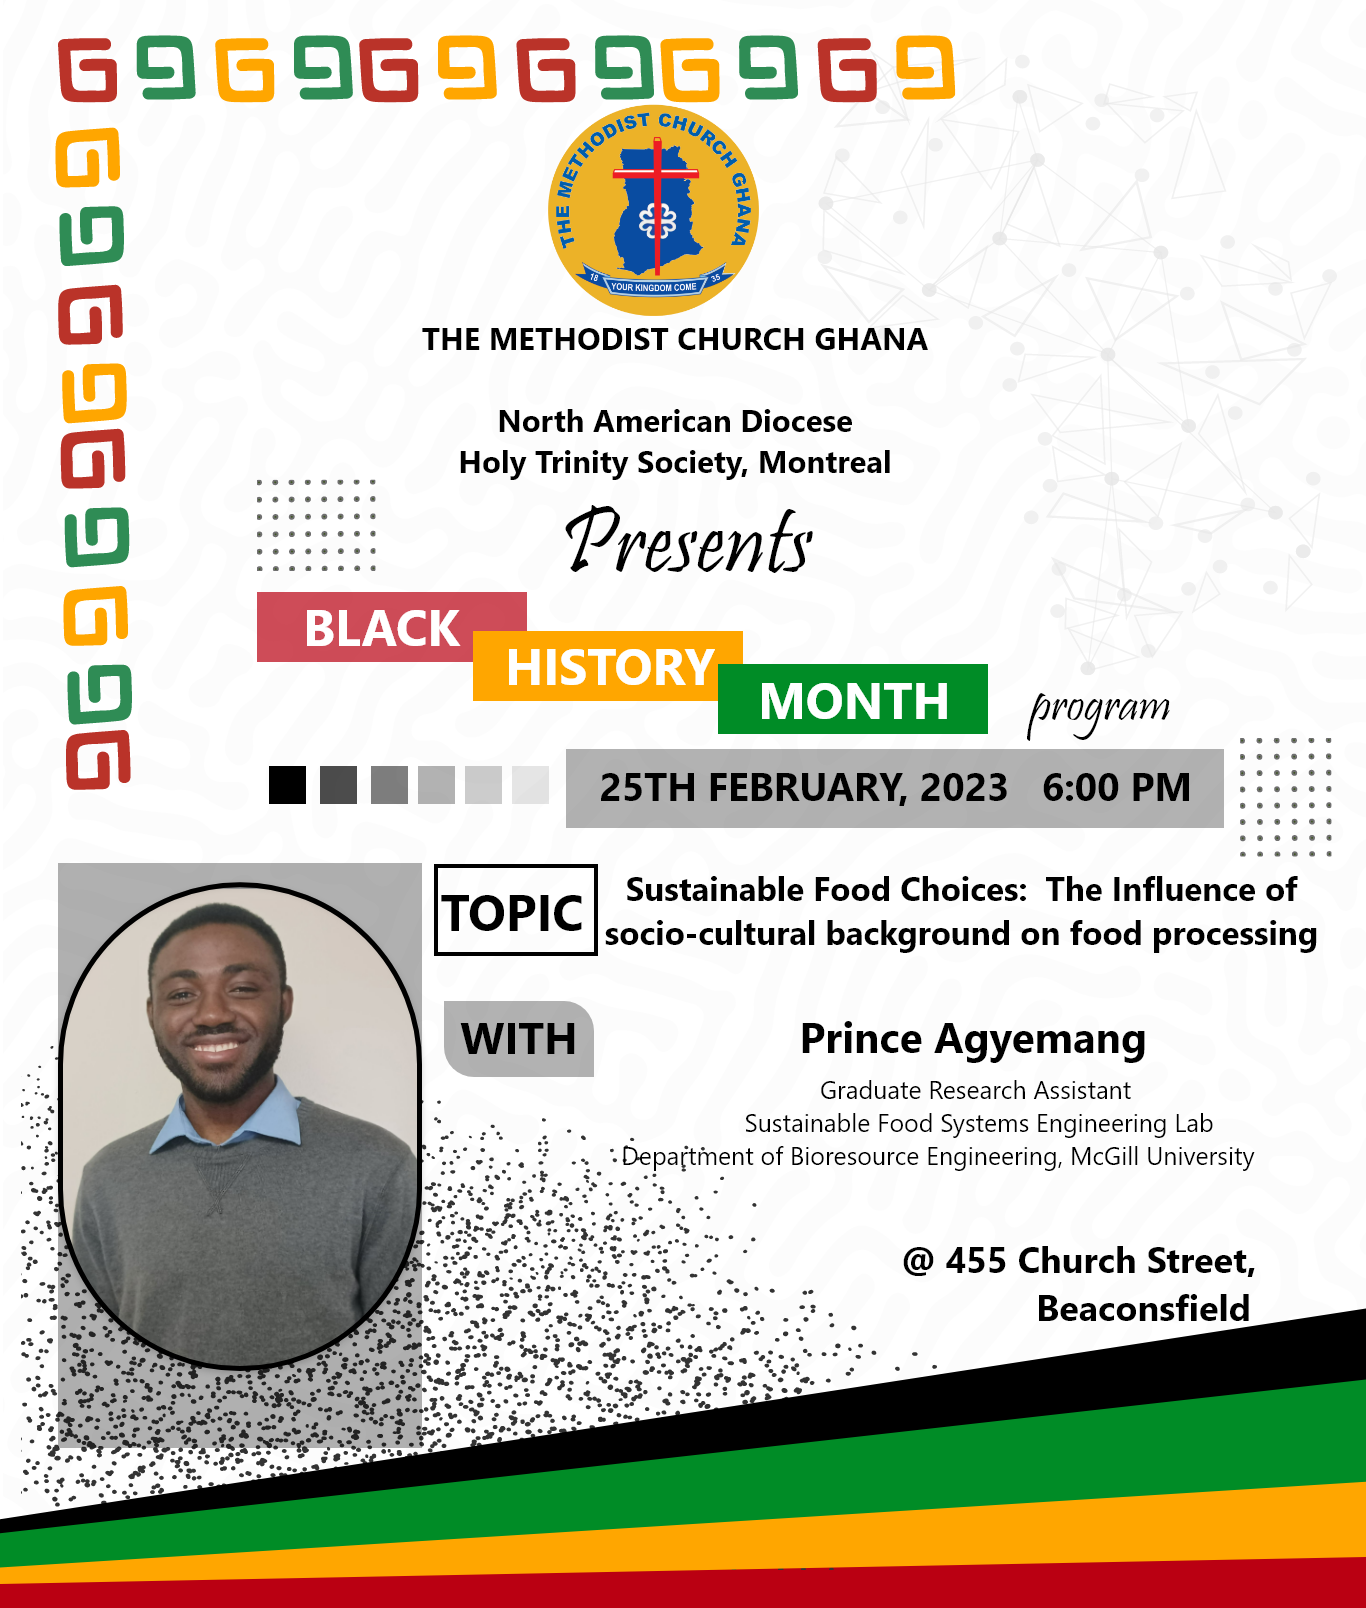 THE METHODIST CHURCH GHANA
18 35
YOUR KINGDOM COME
THE METHODIST CHURCH GHANA
North American Diocese
Holy Trinity Society, Montreal
Presents
BLACK
HISTORY
MONTH
program
25TH FEBRUARY, 2023 6:00 PM
TOPIC
Sustainable Food Choices: The Influence of
socio-cultural background on food processing
WITH
Prince Agyemang
Graduate Research Assistant
Sustainable Food Systems Engineering Lab
Department of Bioresource Engineering, McGill University
@ 455 Church Street,
Beaconsfield